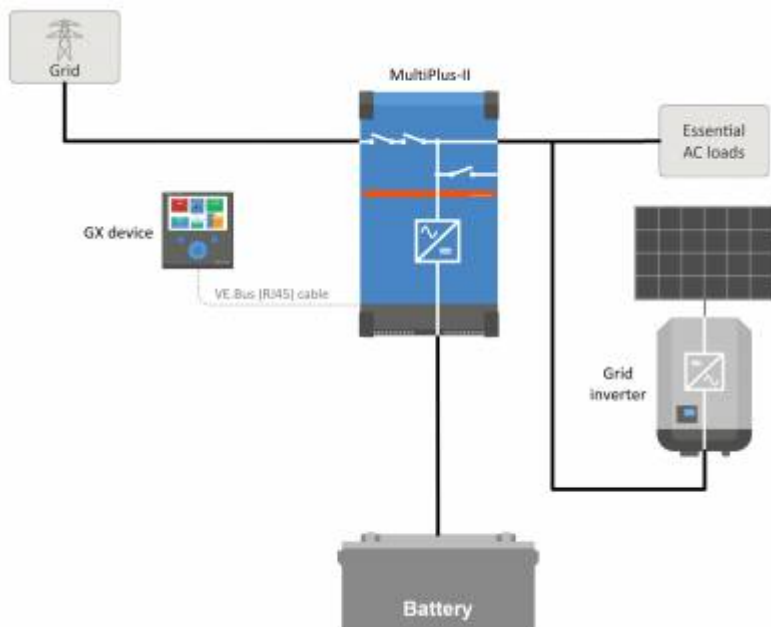 Grid
MultiPlus-II
Essential
AC loads
GX device
VE.Bus (RJ45) cable
Grid
inverter
Battery